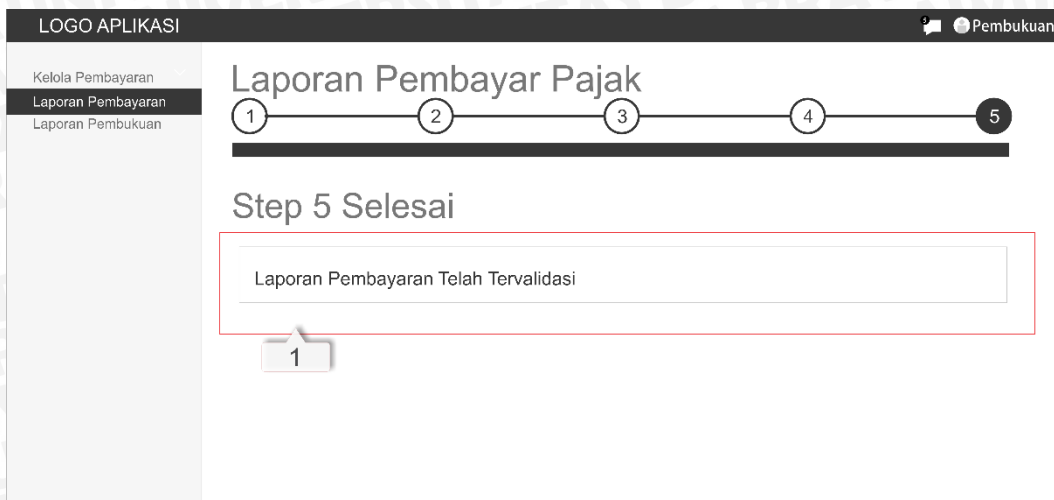 LOGO APLIKASI
Pembukuan
Kelola Pembayaran
Laporan Pembayaran
Laporan Pembukuan
Laporan Pembayar Pajak
1 2 3 4 5
Step 5 Selesai
Laporan Pembayaran Telah Tervalidasi
1